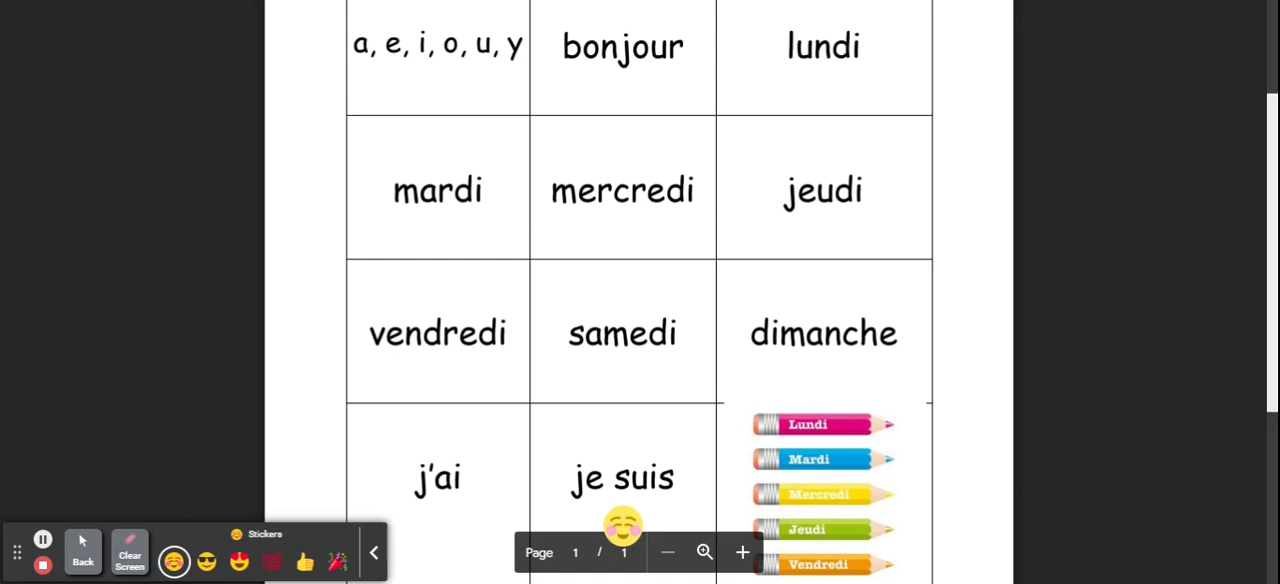 a, e, i, o, u, y
bonjour
lundi
mardi
mercredi
jeudi
vendredi
samedi
dimanche
j'ai
je suis
Lundi
Mardi
Mercredi
Jeudi
Vendredi
Back
Clear
Screen
Stickers
Page 1 / 1